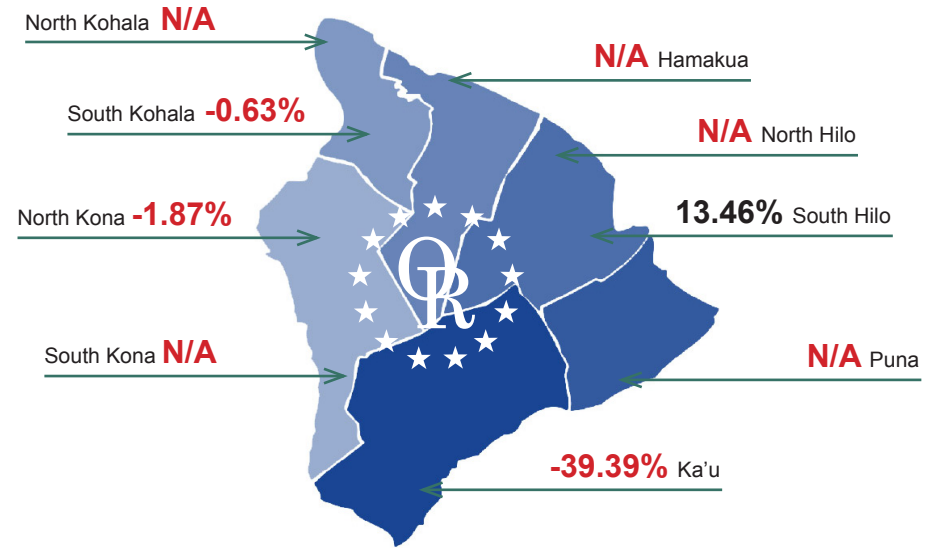 North Kohala N/A
N/A Hamakua
South Kohala -0.63%
N/A North Hilo
North Kona -1.87%
13.46% South Hilo
OR
South Kona N/A
N/A Puna
-39.39% Ka’u